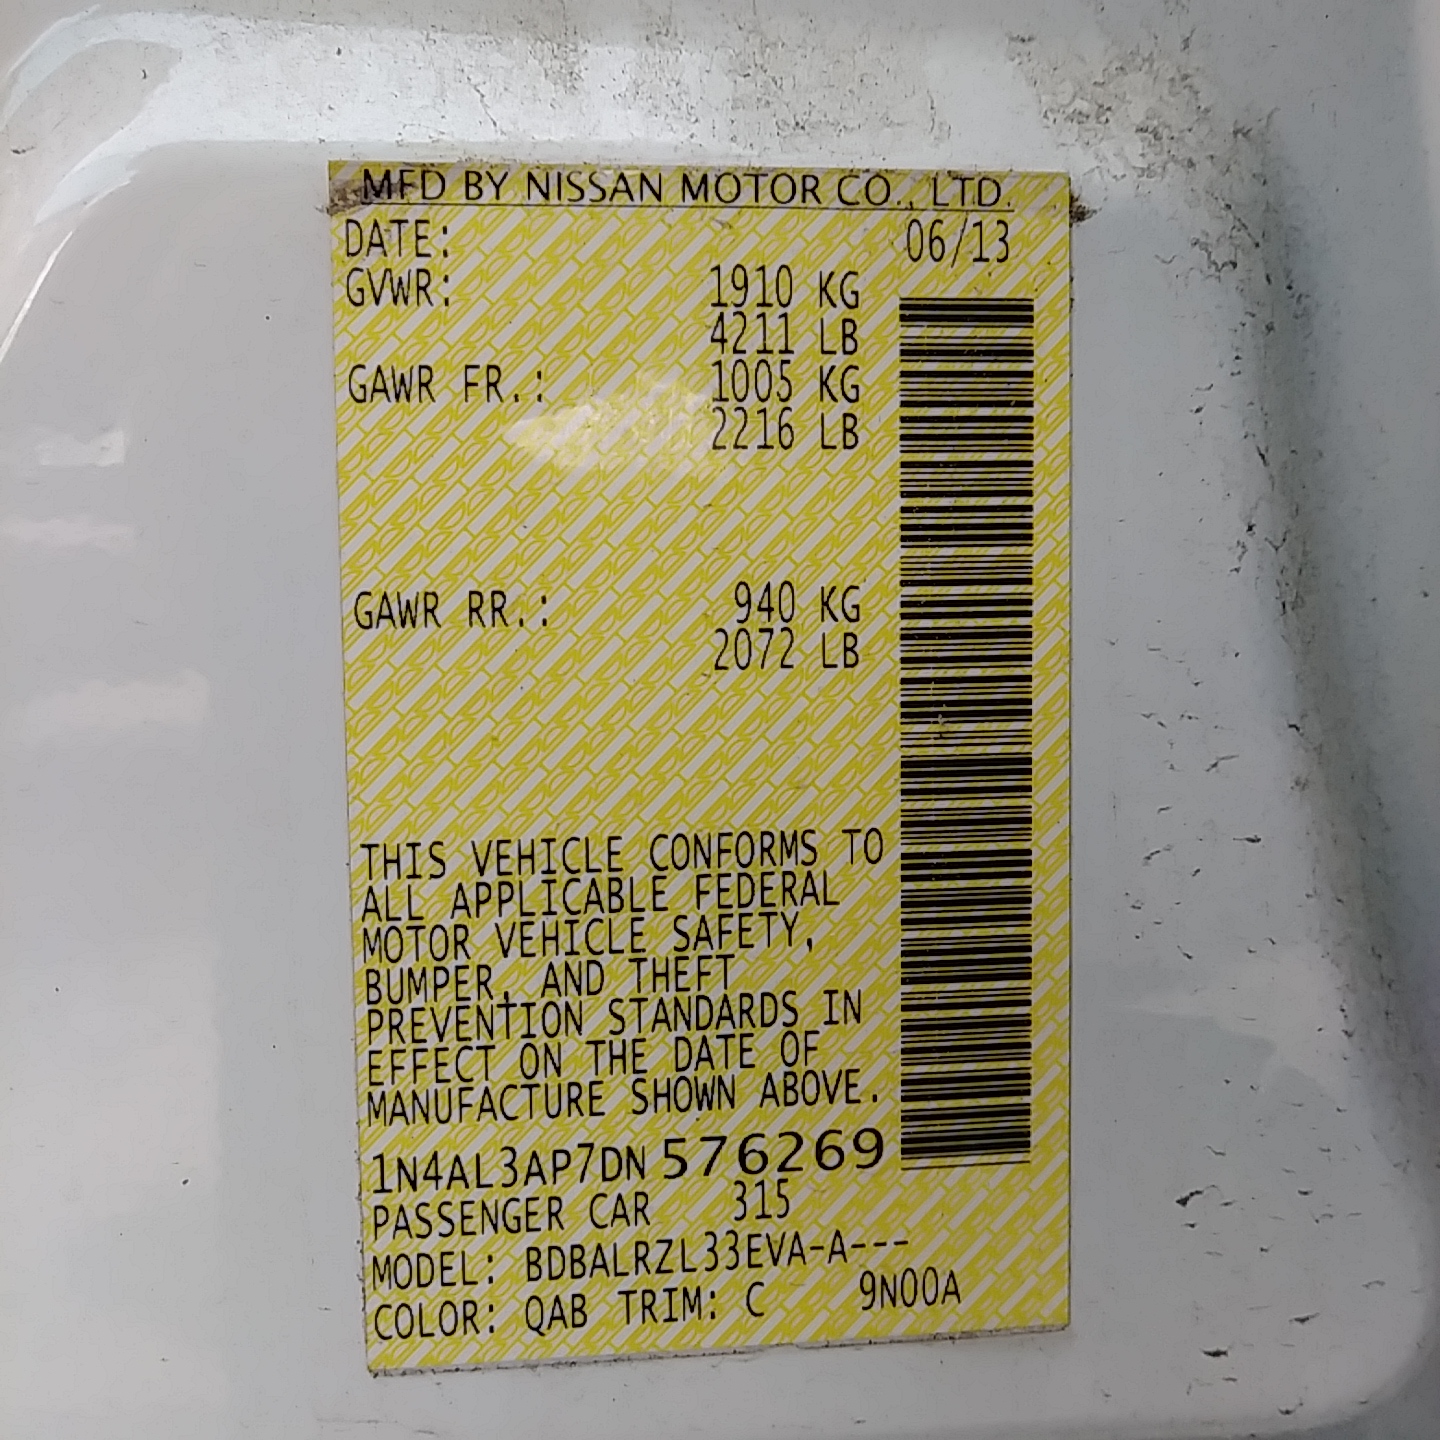 MFD BY NISSAN MOTOR CO., LTD.
DATE: 06/13
GVWR: 1910 KG
4211 LB
GAWR FR.: 1005 KG
2216 LB
GAWR RR.: 940 KG
2072 LB
THIS VEHICLE CONFORMS TO
ALL APPLICABLE FEDERAL
MOTOR VEHICLE SAFETY,
BUMPER, AND THEFT
PREVENTION STANDARDS IN
EFFECT ON THE DATE OF
MANUFACTURE SHOWN ABOVE.
1N4AL3AP7DN576269
PASSENGER CAR 315
MODEL: BDBALRZL33EVA-A---
COLOR: QAB TRIM: C 9N00A